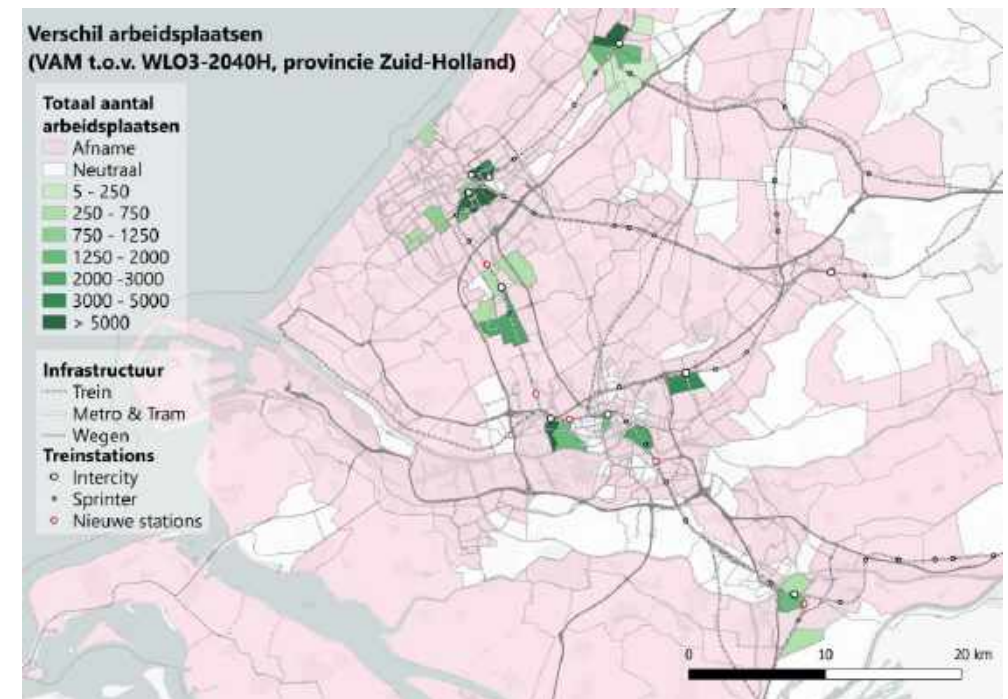 Verschil arbeidsplaatsen
(VAM t.o.v. WLO3-2040H, provincie Zuid-Holland)
Totaal aantal
arbeidsplaatsen
Afname
Neutraal
5 - 250
250 - 750
750 - 1250
1250 - 2000
2000 -3000
3000 - 5000
> 5000
Infrastructuur
Trein
Metro & Tram
Wegen
Treinstations
Intercity
Sprinter
Nieuwe stations
0 10 20 km